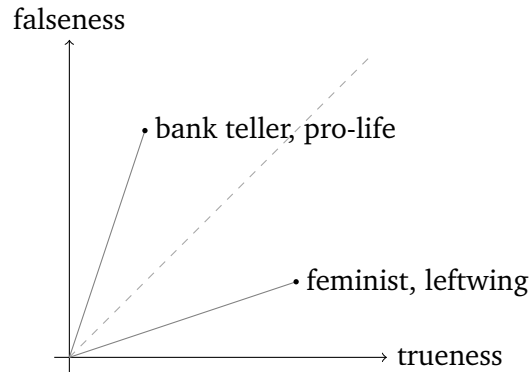 falseness
bank teller, pro-life
feminist, leftwing
trueness